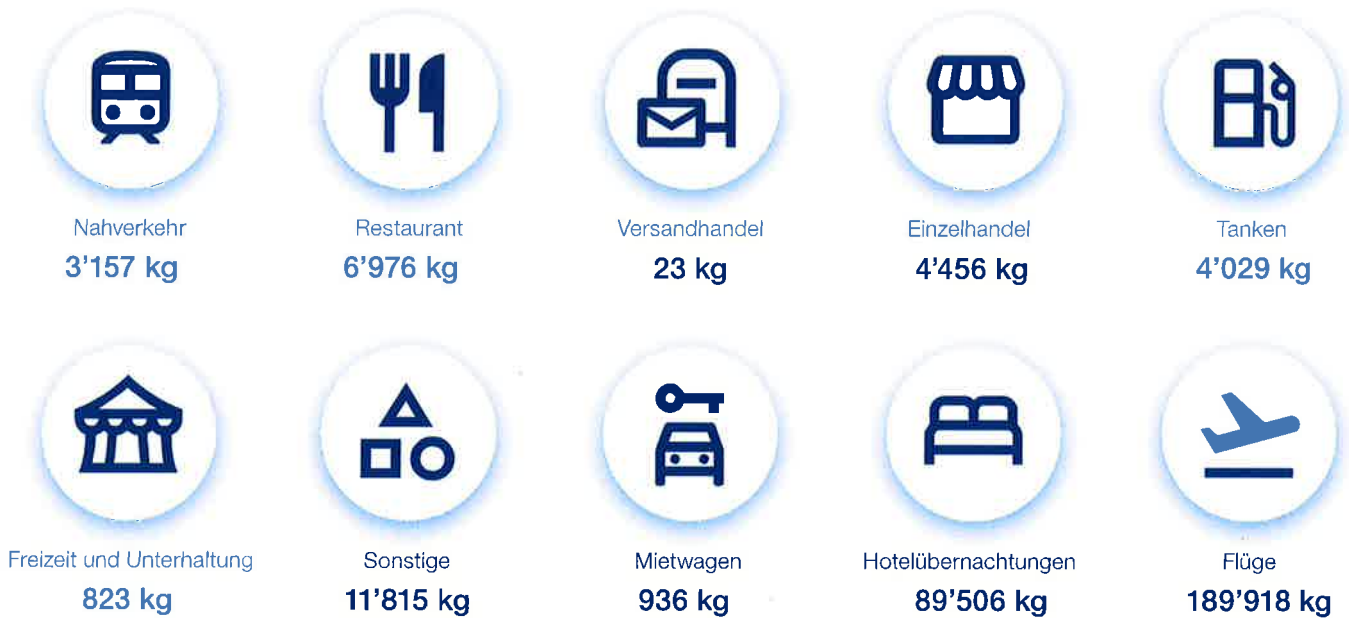 Nahverkehr
3’157 kg
Restaurant
6’976 kg
Versandhandel
23 kg
Einzelhandel
4’456 kg
Tanken
4’029 kg
Freizeit und Unterhaltung
823 kg
Sonstige
11’815 kg
Mietwagen
936 kg
Hotelübernachtungen
89’506 kg
Flüge
189’918 kg